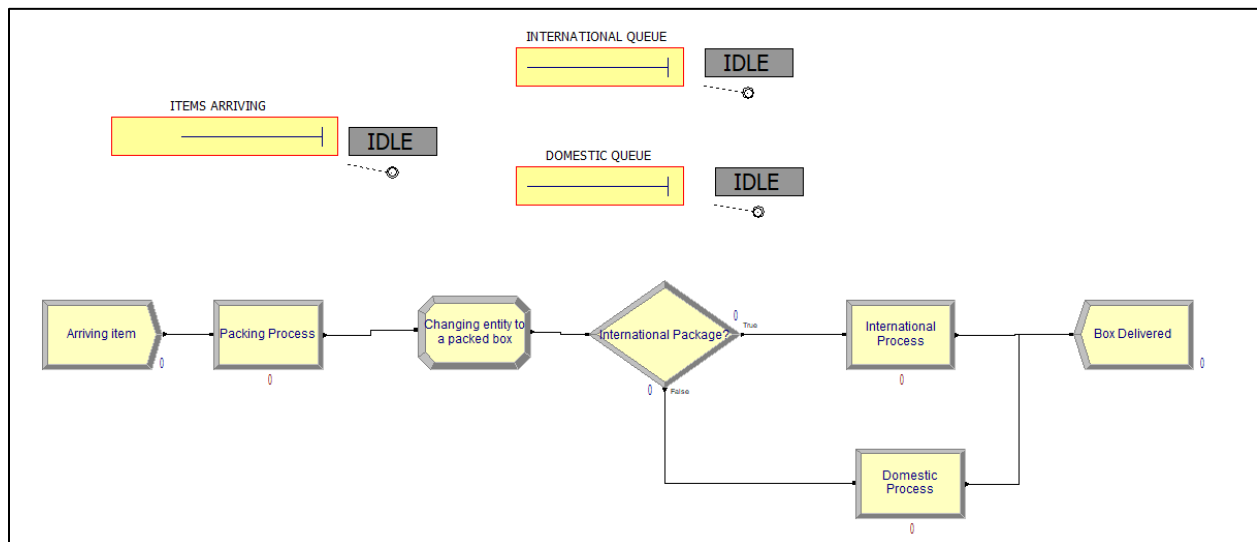 INTERNATIONAL QUEUE
IDLE
ITEMS ARRIVING
IDLE
DOMESTIC QUEUE
IDLE
Arriving item
0
Packing Process
0
Changing entity to
a packed box
International Package?
0
True
0
False
International
Process
0
Box Delivered
0
Domestic
Process
0